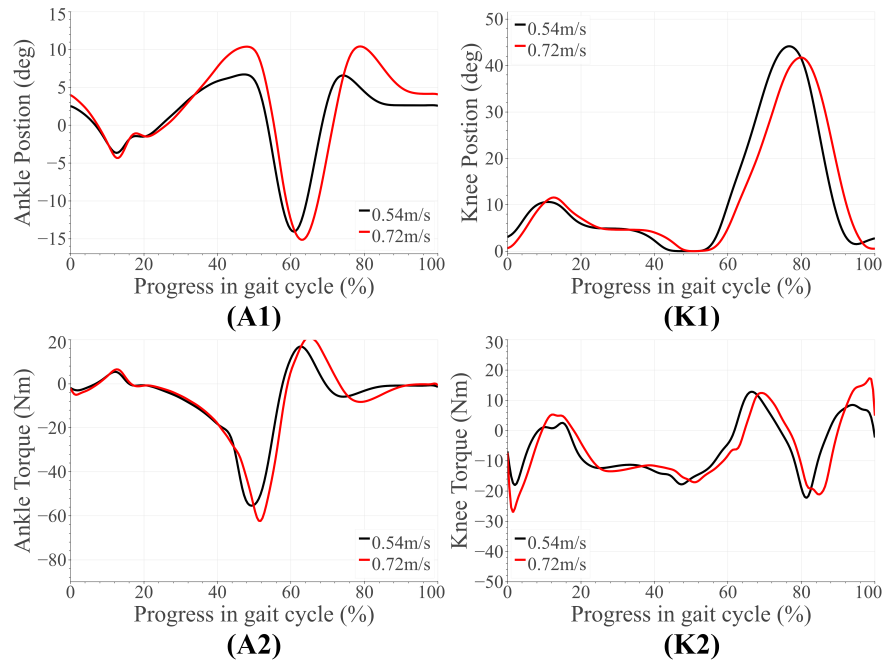 15
10
5
0
−5
−10
−15
Ankle Postion (deg)
0.54m/s
0.72m/s
0 20 40 60 80 100
Progress in gait cycle (%)
(A1)
50
40
30
20
10
0
Knee Postion (deg)
0.54m/s
0.72m/s
0 20 40 60 80 100
Progress in gait cycle (%)
(K1)
20
0
−20
−40
−60
−80
Ankle Torque (Nm)
0.54m/s
0.72m/s
0 20 40 60 80 100
Progress in gait cycle (%)
(A2)
30
20
10
0
−10
−20
−30
−40
−50
Knee Torque (Nm)
0.54m/s
0.72m/s
0 20 40 60 80 100
Progress in gait cycle (%)
(K2)